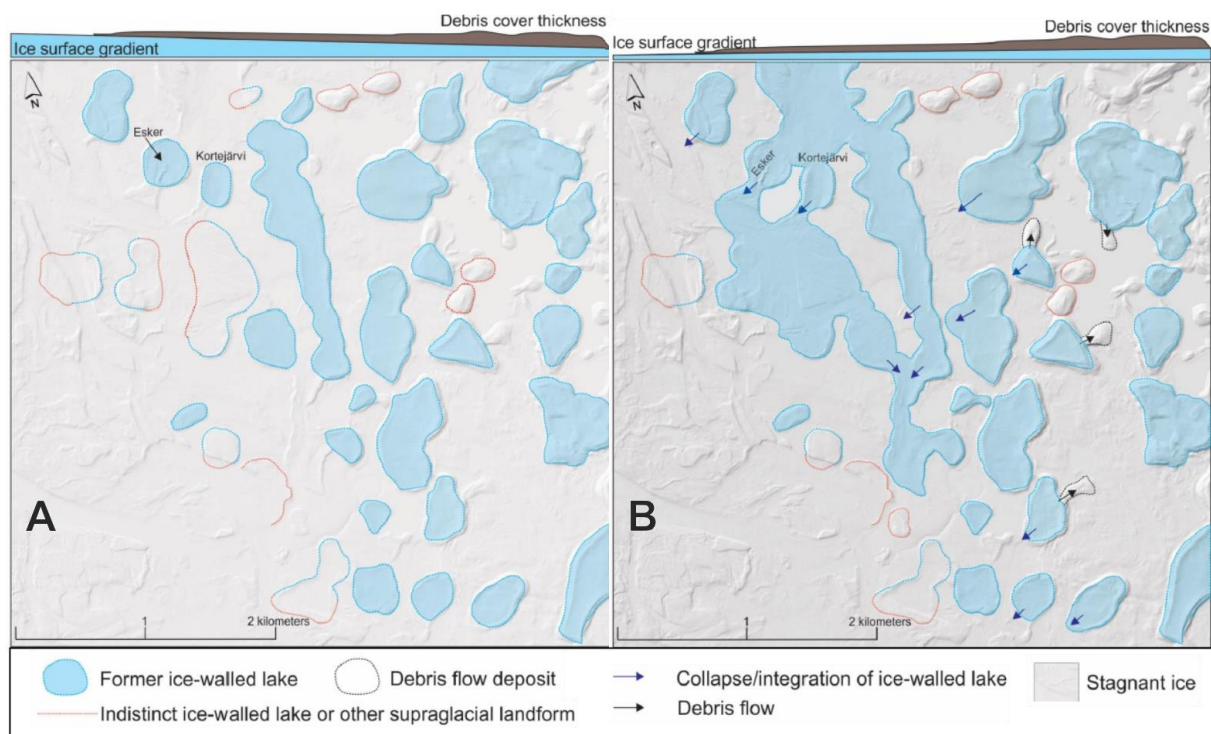 Debris cover thickness
Ice surface gradient
N
Esker
Kortejärvi
A
1
2 kilometers
Debris cover thickness
Ice surface gradient
N
Esker
Kortejärvi
B
1
2 kilometers
Former ice-walled lake
Debris flow deposit
Collapse/integration of ice-walled lake
Stagnant ice
Indistinct ice-walled lake or other supraglacial landform
Debris flow